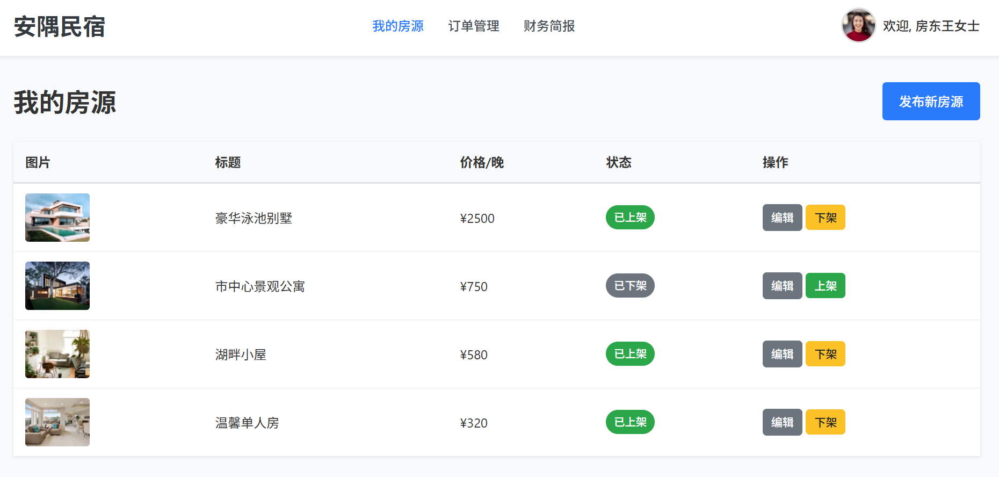 安隅民宿
我的房源 订单管理 财务简报
欢迎, 房东王女士
我的房源
发布新房源
图片 标题 价格/晚 状态 操作
豪华泳池别墅 ¥2500 已上架 编辑 下架
市中心景观公寓 ¥750 已下架 编辑 上架
湖畔小屋 ¥580 已上架 编辑 下架
温馨单人房 ¥320 已上架 编辑 下架